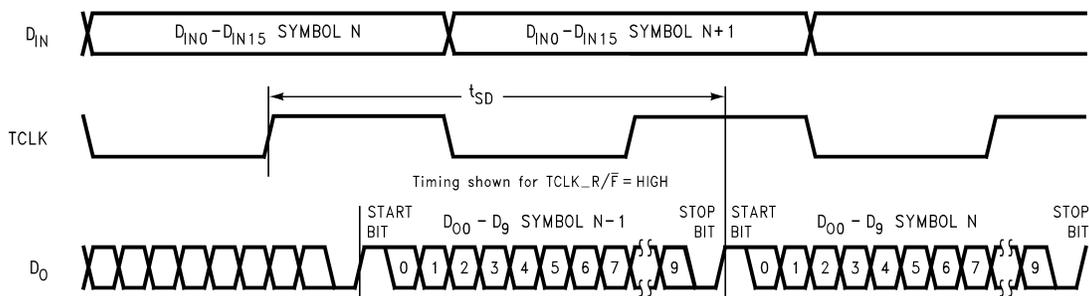 D_IN D_IN0–D_IN15 SYMBOL N D_IN0–D_IN15 SYMBOL N+1
t_SD
TCLK
Timing shown for TCLK_R/F̅ = HIGH
START BIT D_O0 – D_9 SYMBOL N–1 STOP BIT START BIT D_O0 – D_9 SYMBOL N STOP BIT
D_O 0 1 2 3 4 5 6 7 9 0 1 2 3 4 5 6 7 9